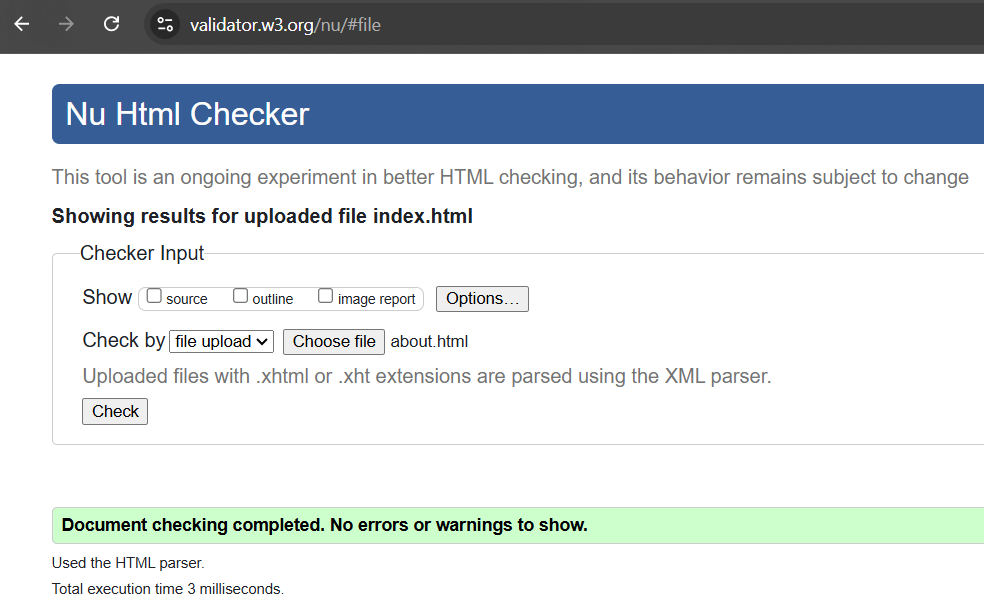 validator.w3.org/nu/#file
Nu Html Checker
This tool is an ongoing experiment in better HTML checking, and its behavior remains subject to change
Showing results for uploaded file index.html
Checker Input
Show source outline image report Options...
Check by file upload Choose file about.html
Uploaded files with .xhtml or .xht extensions are parsed using the XML parser.
Check
Document checking completed. No errors or warnings to show.
Used the HTML parser.
Total execution time 3 milliseconds.